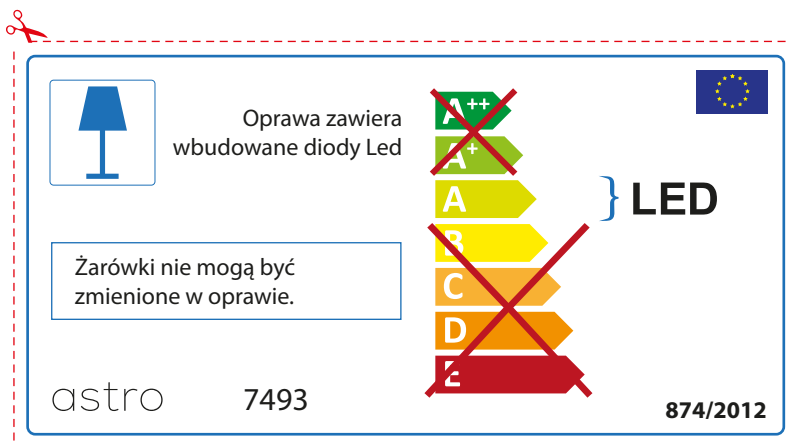 Oprawa zawiera
wbudowane diody Led
A++
A+
A
B
C
D
E
LED
Żarówki nie mogą być
zmienione w oprawie.
astro
7493
874/2012